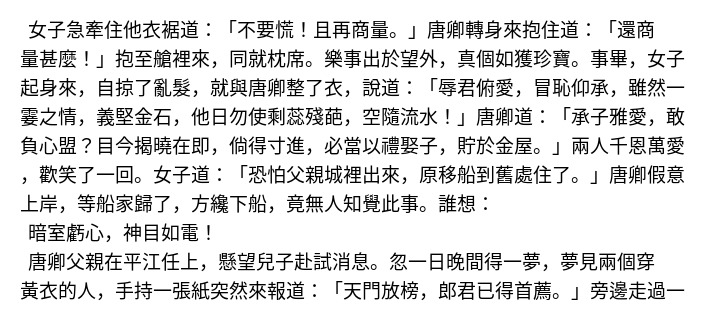 女子急牽住他衣裾道：「不要慌！且再商量。」唐卿轉身來抱住道：「還商
量甚麼！」抱至艙裡來，同就枕席。樂事出於望外，真個如獲珍寶。事畢，女子
起身來，自掠了亂髮，就與唐卿整了衣，說道：「辱君俯愛，冒恥仰承，雖然一
霎之情，義堅金石，他日勿使剩蕊殘葩，空隨流水！」唐卿道：「承子雅愛，敢
負心盟？目今揭曉在即，倘得寸進，必當以禮娶子，貯於金屋。」兩人千恩萬愛
，歡笑了一回。女子道：「恐怕父親城裡出來，原移船到舊處住了。」唐卿假意
上岸，等船家歸了，方纔下船，竟無人知覺此事。誰想：
暗室虧心，神目如電！
唐卿父親在平江任上，懸望兒子赴試消息。忽一日晚間得一夢，夢見兩個穿
黃衣的人，手持一張紙突然來報道：「天門放榜，郎君已得首薦。」旁邊走過一